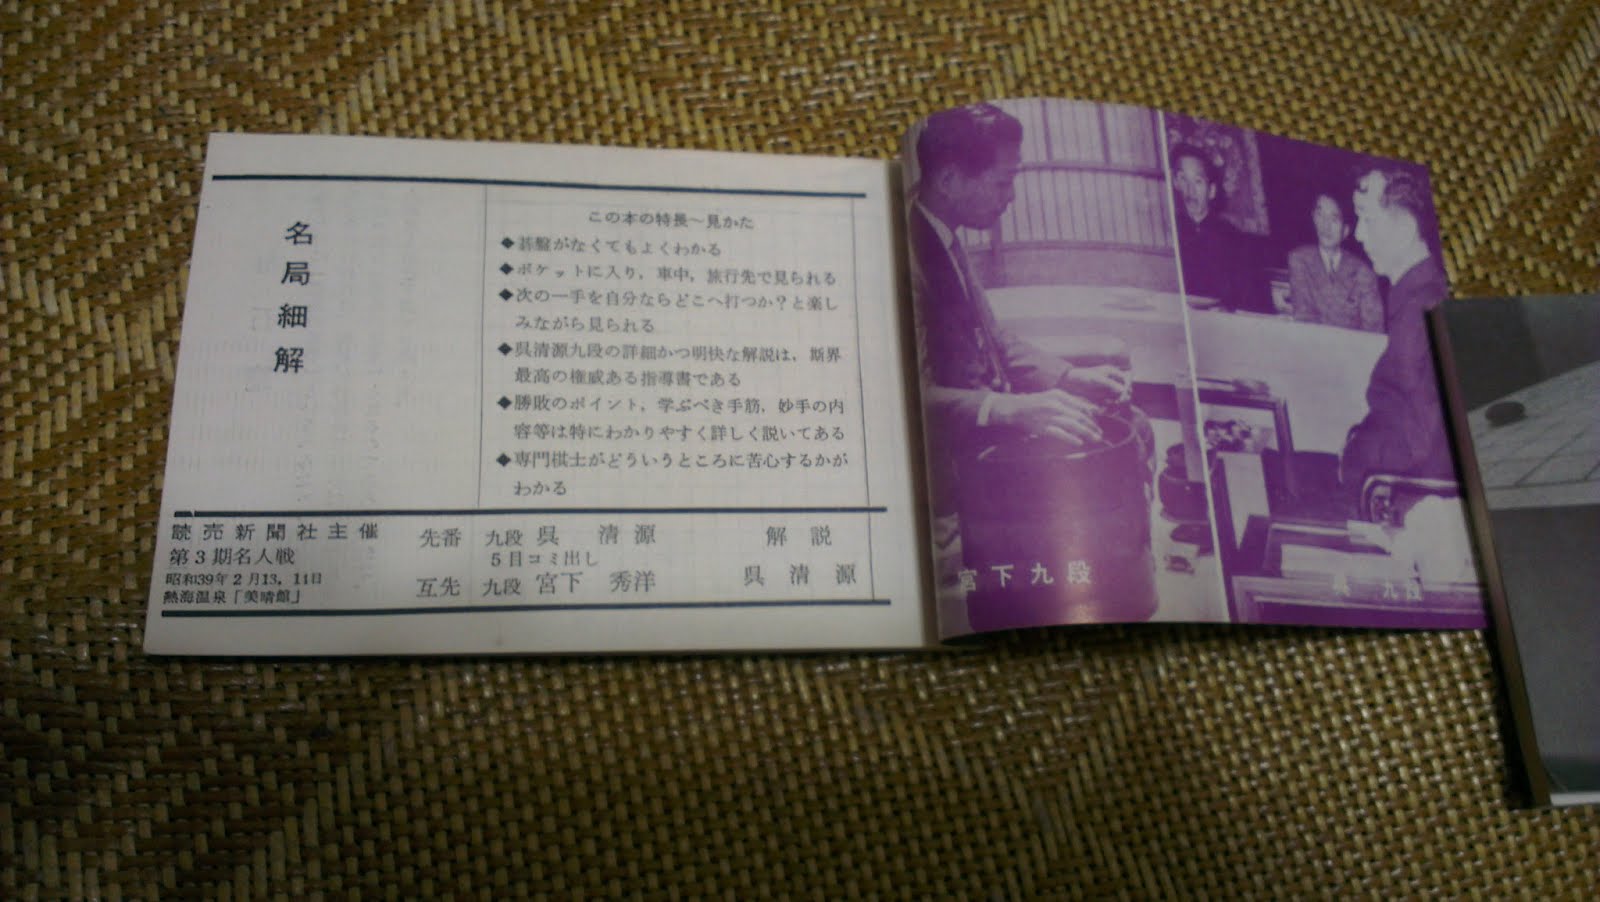 名局細解
この本の特長～見かた
◆碁盤がなくてもよくわかる
◆ポケットに入り，車中，旅行先で見られる
◆次の一手を自分ならどこへ打つか？と楽し
みながら見られる
◆呉清源九段の詳細かつ明快な解説は，斯界
最高の権威ある指導書である
◆勝敗のポイント，学ぶべき手筋，妙手の内
容等は特にわかりやすく詳しく説いてある
◆専門棋士がどういうところに苦心するかが
わかる
読売新聞社主催
第3期名人戦
昭和39年2月13，14日
熱海温泉「美晴館」
先番 九段 呉 清源
5目コミ出し
互先 九段 宮下 秀洋
解説
呉 清 源
宮下九段
呉 九段